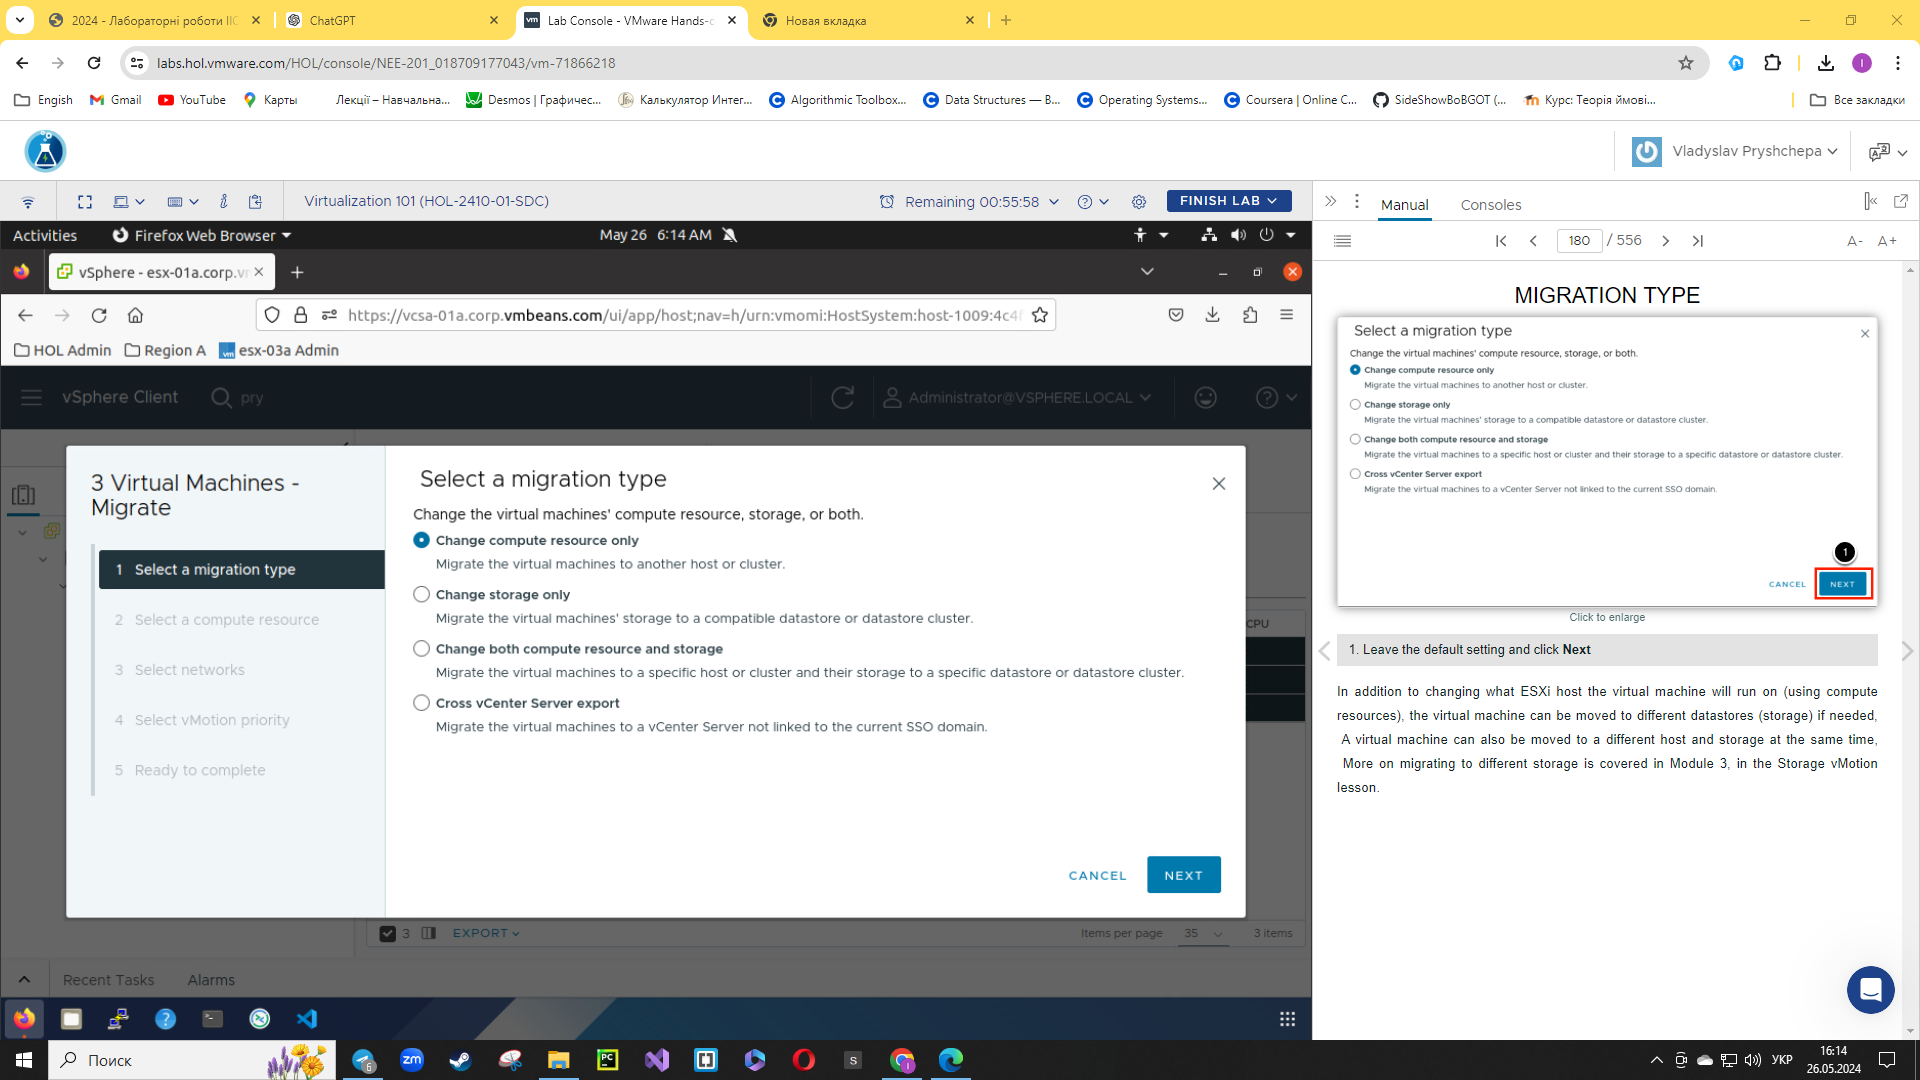 2024 - Лабораторні роботи ІІС
ChatGPT
Lab Console - VMware Hands-o
Новая вкладка
labs.hol.vmware.com/HOL/console/NEE-201_018709177043/vm-71866218
Engish
Gmail
YouTube
Карты
Лекції – Навчальна...
Desmos | Графичес...
Калькулятор Интег...
Algorithmic Toolbox...
Data Structures — В...
Operating Systems...
Coursera | Online C...
SideShowBoBGOT (...
Курс: Теорія ймові...
Все закладки
Vladyslav Pryshchepa
Virtualization 101 (HOL-2410-01-SDC)
Remaining 00:55:58
FINISH LAB
Manual
Consoles
Activities
Firefox Web Browser
May 26 6:14 AM
180 / 556
A- A+
vSphere - esx-01a.corp.vm
https://vcsa-01a.corp.vmbeans.com/ui/app/host;nav=h/urn:vmomi:HostSystem:host-1009:4c4
HOL Admin
Region A
esx-03a Admin
vSphere Client
pry
Administrator@VSPHERE.LOCAL
3 Virtual Machines -
Migrate
1 Select a migration type
2 Select a compute resource
3 Select networks
4 Select vMotion priority
5 Ready to complete
Select a migration type
Change the virtual machines' compute resource, storage, or both.
Change compute resource only
Migrate the virtual machines to another host or cluster.
Change storage only
Migrate the virtual machines' storage to a compatible datastore or datastore cluster.
Change both compute resource and storage
Migrate the virtual machines to a specific host or cluster and their storage to a specific datastore or datastore cluster.
Cross vCenter Server export
Migrate the virtual machines to a vCenter Server not linked to the current SSO domain.
CANCEL
NEXT
CPU
3
EXPORT
Items per page
35
3 items
Recent Tasks
Alarms
MIGRATION TYPE
Select a migration type
Change the virtual machines' compute resource, storage, or both.
Change compute resource only
Migrate the virtual machines to another host or cluster.
Change storage only
Migrate the virtual machines' storage to a compatible datastore or datastore cluster.
Change both compute resource and storage
Migrate the virtual machines to a specific host or cluster and their storage to a specific datastore or datastore cluster.
Cross vCenter Server export
Migrate the virtual machines to a vCenter Server not linked to the current SSO domain.
1
CANCEL
NEXT
Click to enlarge
1. Leave the default setting and click Next
In addition to changing what ESXi host the virtual machine will run on (using compute
resources), the virtual machine can be moved to different datastores (storage) if needed,
A virtual machine can also be moved to a different host and storage at the same time,
More on migrating to different storage is covered in Module 3, in the Storage vMotion
lesson.
Поиск
УКР
16:14
26.05.2024